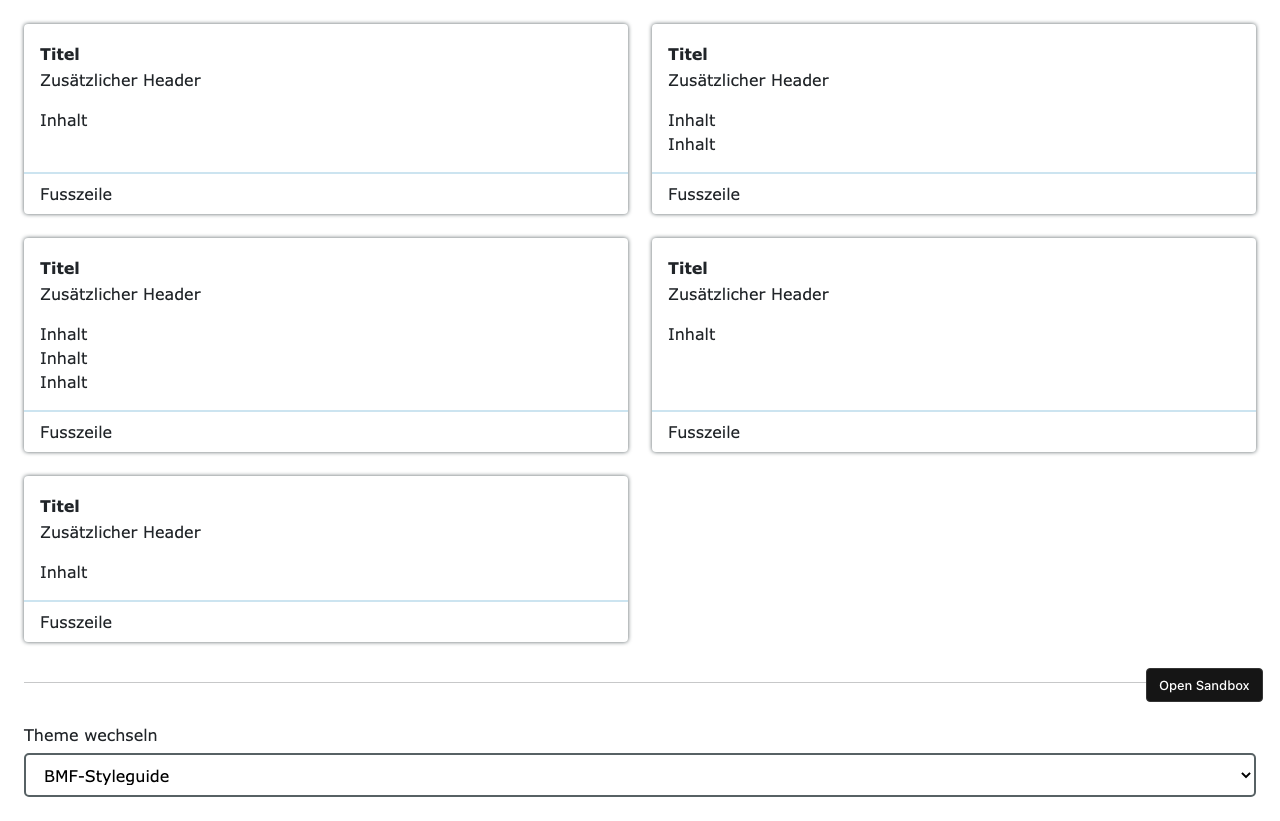 Titel
Zusätzlicher Header
Inhalt
Fusszeile
Titel
Zusätzlicher Header
Inhalt
Inhalt
Fusszeile
Titel
Zusätzlicher Header
Inhalt
Inhalt
Inhalt
Fusszeile
Titel
Zusätzlicher Header
Inhalt
Fusszeile
Titel
Zusätzlicher Header
Inhalt
Fusszeile
Open Sandbox
Theme wechseln
BMF-Styleguide